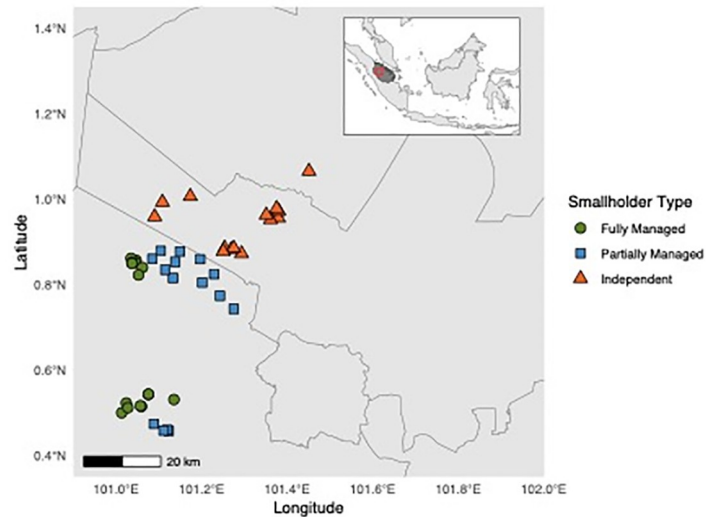 1.4°N
1.2°N
1.0°N
0.8°N
0.6°N
0.4°N
Latitude
20 km
101.0°E 101.2°E 101.4°E 101.6°E 101.8°E 102.0°E
Longitude
Smallholder Type
Fully Managed
Partially Managed
Independent